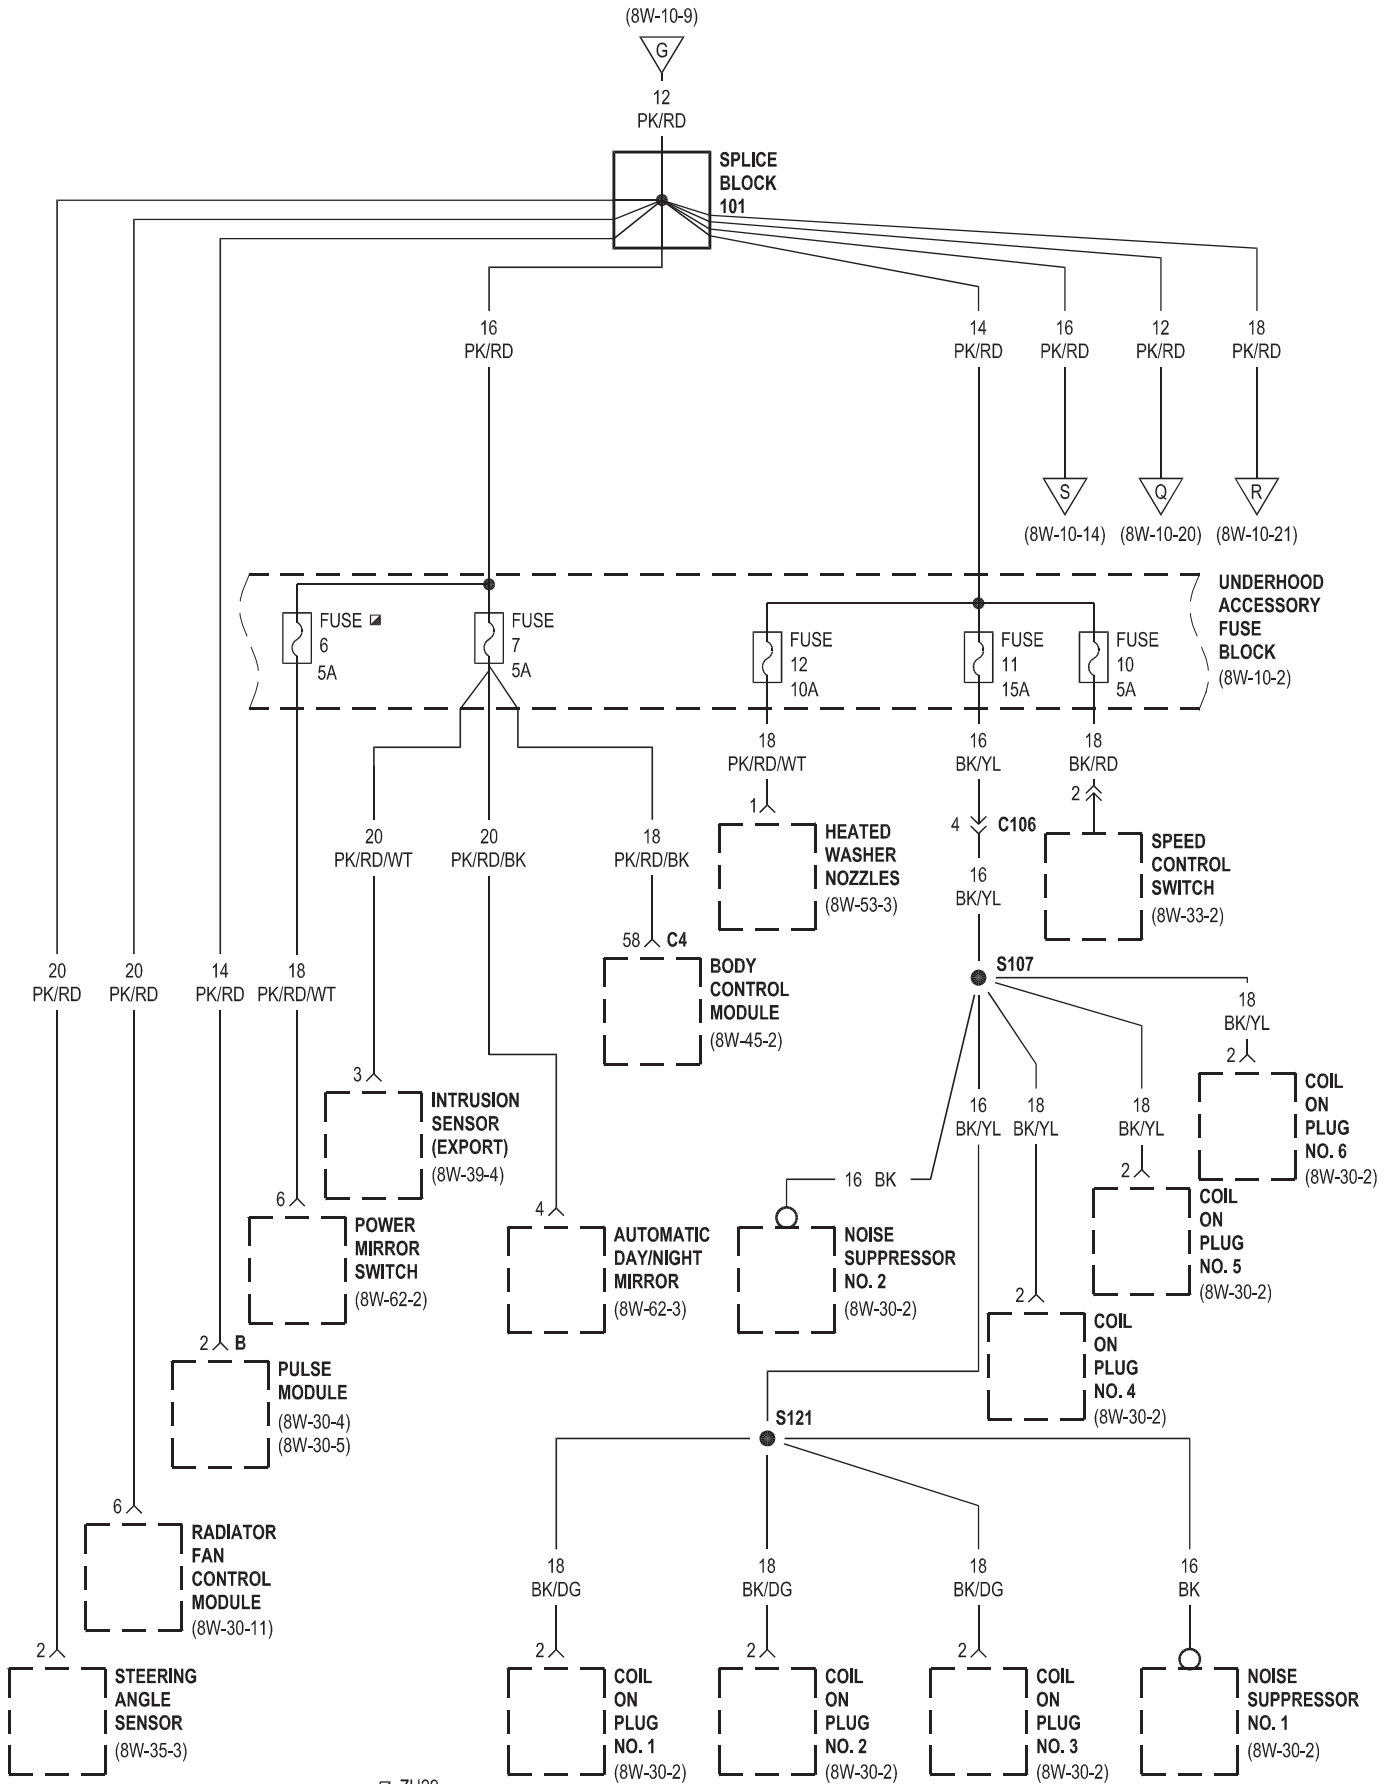 (8W-10-9)
G
12
PK/RD
SPLICE
BLOCK
101
16
PK/RD
14
PK/RD
16
PK/RD
12
PK/RD
18
PK/RD
S
Q
R
(8W-10-14)
(8W-10-20)
(8W-10-21)
UNDERHOOD
ACCESSORY
FUSE
BLOCK
(8W-10-2)
FUSE
6
5A
FUSE
7
5A
FUSE
12
10A
FUSE
11
15A
FUSE
10
5A
18
PK/RD/WT
16
BK/YL
18
BK/RD
1
4
C106
2
HEATED
WASHER
NOZZLES
(8W-53-3)
SPEED
CONTROL
SWITCH
(8W-33-2)
20
PK/RD/WT
20
PK/RD/BK
18
PK/RD/BK
16
BK/YL
58
C4
BODY
CONTROL
MODULE
(8W-45-2)
S107
20
PK/RD
20
PK/RD
14
PK/RD
18
PK/RD/WT
18
BK/YL
2
COIL
ON
PLUG
NO. 6
(8W-30-2)
3
INTRUSION
SENSOR
(EXPORT)
(8W-39-4)
16
BK/YL
18
BK/YL
18
BK/YL
2
COIL
ON
PLUG
NO. 5
(8W-30-2)
16 BK
6
POWER
MIRROR
SWITCH
(8W-62-2)
4
AUTOMATIC
DAY/NIGHT
MIRROR
(8W-62-3)
NOISE
SUPPRESSOR
NO. 2
(8W-30-2)
2
COIL
ON
PLUG
NO. 4
(8W-30-2)
2
B
PULSE
MODULE
(8W-30-4)
(8W-30-5)
S121
6
RADIATOR
FAN
CONTROL
MODULE
(8W-30-11)
18
BK/DG
18
BK/DG
18
BK/DG
16
BK
2
STEERING
ANGLE
SENSOR
(8W-35-3)
2
COIL
ON
PLUG
NO. 1
(8W-30-2)
2
COIL
ON
PLUG
NO. 2
(8W-30-2)
2
COIL
ON
PLUG
NO. 3
(8W-30-2)
NOISE
SUPPRESSOR
NO. 1
(8W-30-2)